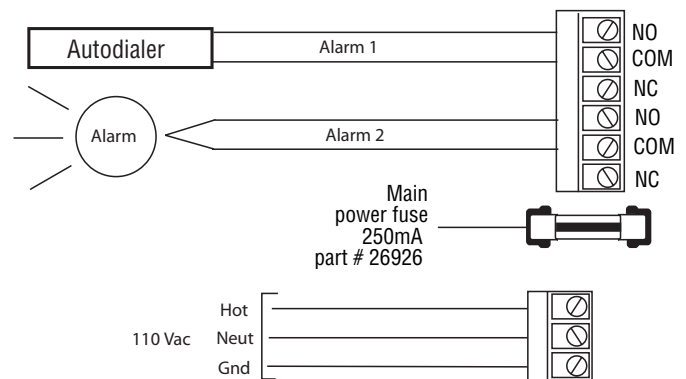 Autodialer
Alarm 1
Alarm
Alarm 2
NO
COM
NC
NO
COM
NC
Main
power fuse
250mA
part # 26926
110 Vac
Hot
Neut
Gnd